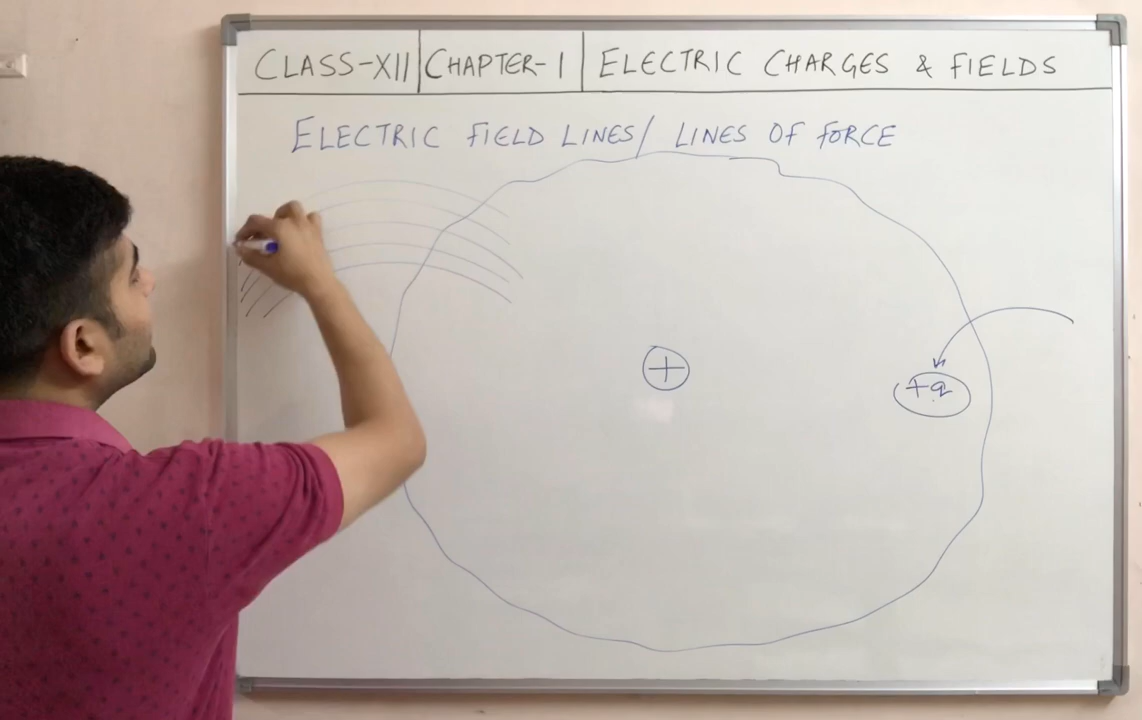 CLASS-XII CHAPTER-1 ELECTRIC CHARGES & FIELDS
ELECTRIC FIELD LINES/ LINES OF FORCE
+
+q